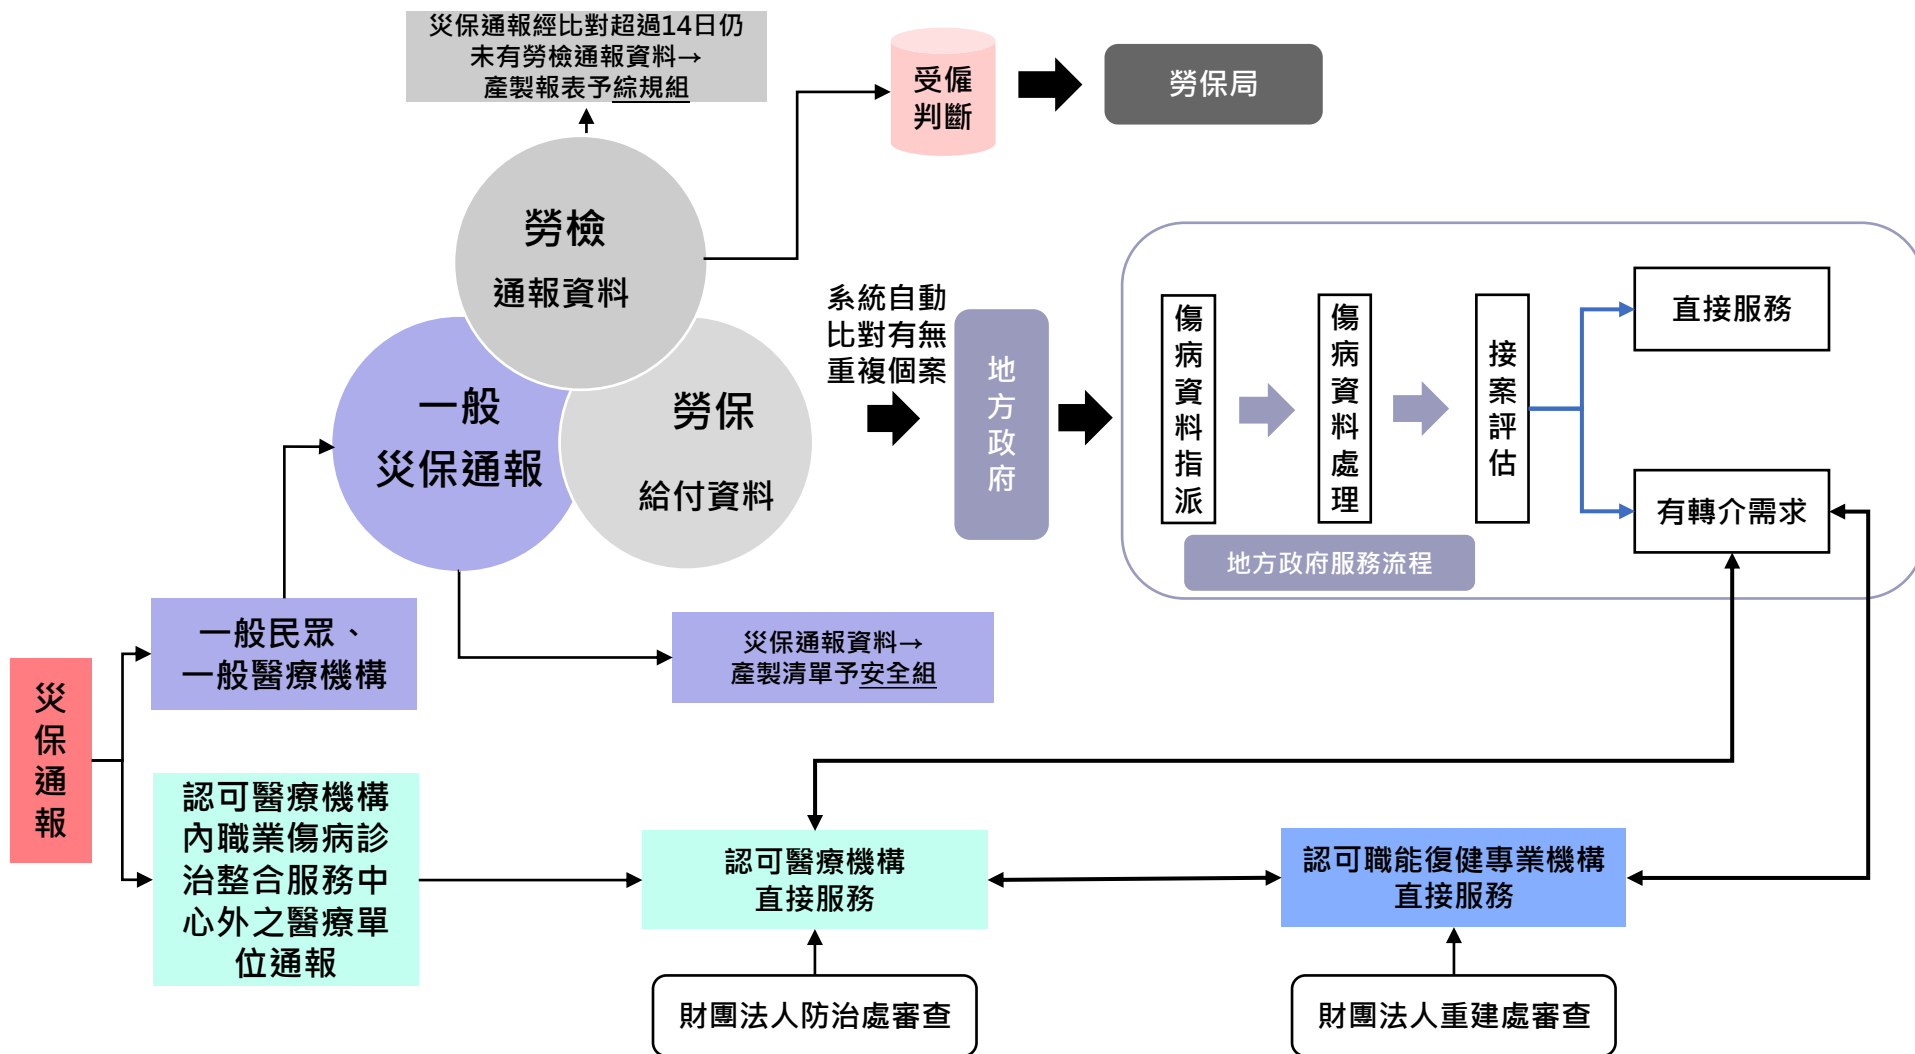 災保通報經比對超過14日仍
未有勞檢通報資料→
產製報表予綜規組
受僱
判斷
勞保局
勞檢
通報資料
一般
災保通報
勞保
給付資料
系統自動
比對有無
重複個案
地方政府
傷病資料指派
傷病資料處理
接案評估
直接服務
有轉介需求
地方政府服務流程
災保通報
一般民眾、
一般醫療機構
災保通報資料→
產製清單予安全組
認可醫療機構
內職業傷病診
治整合服務中
心外之醫療單
位通報
認可醫療機構
直接服務
認可職能復健專業機構
直接服務
財團法人防治處審查
財團法人重建處審查